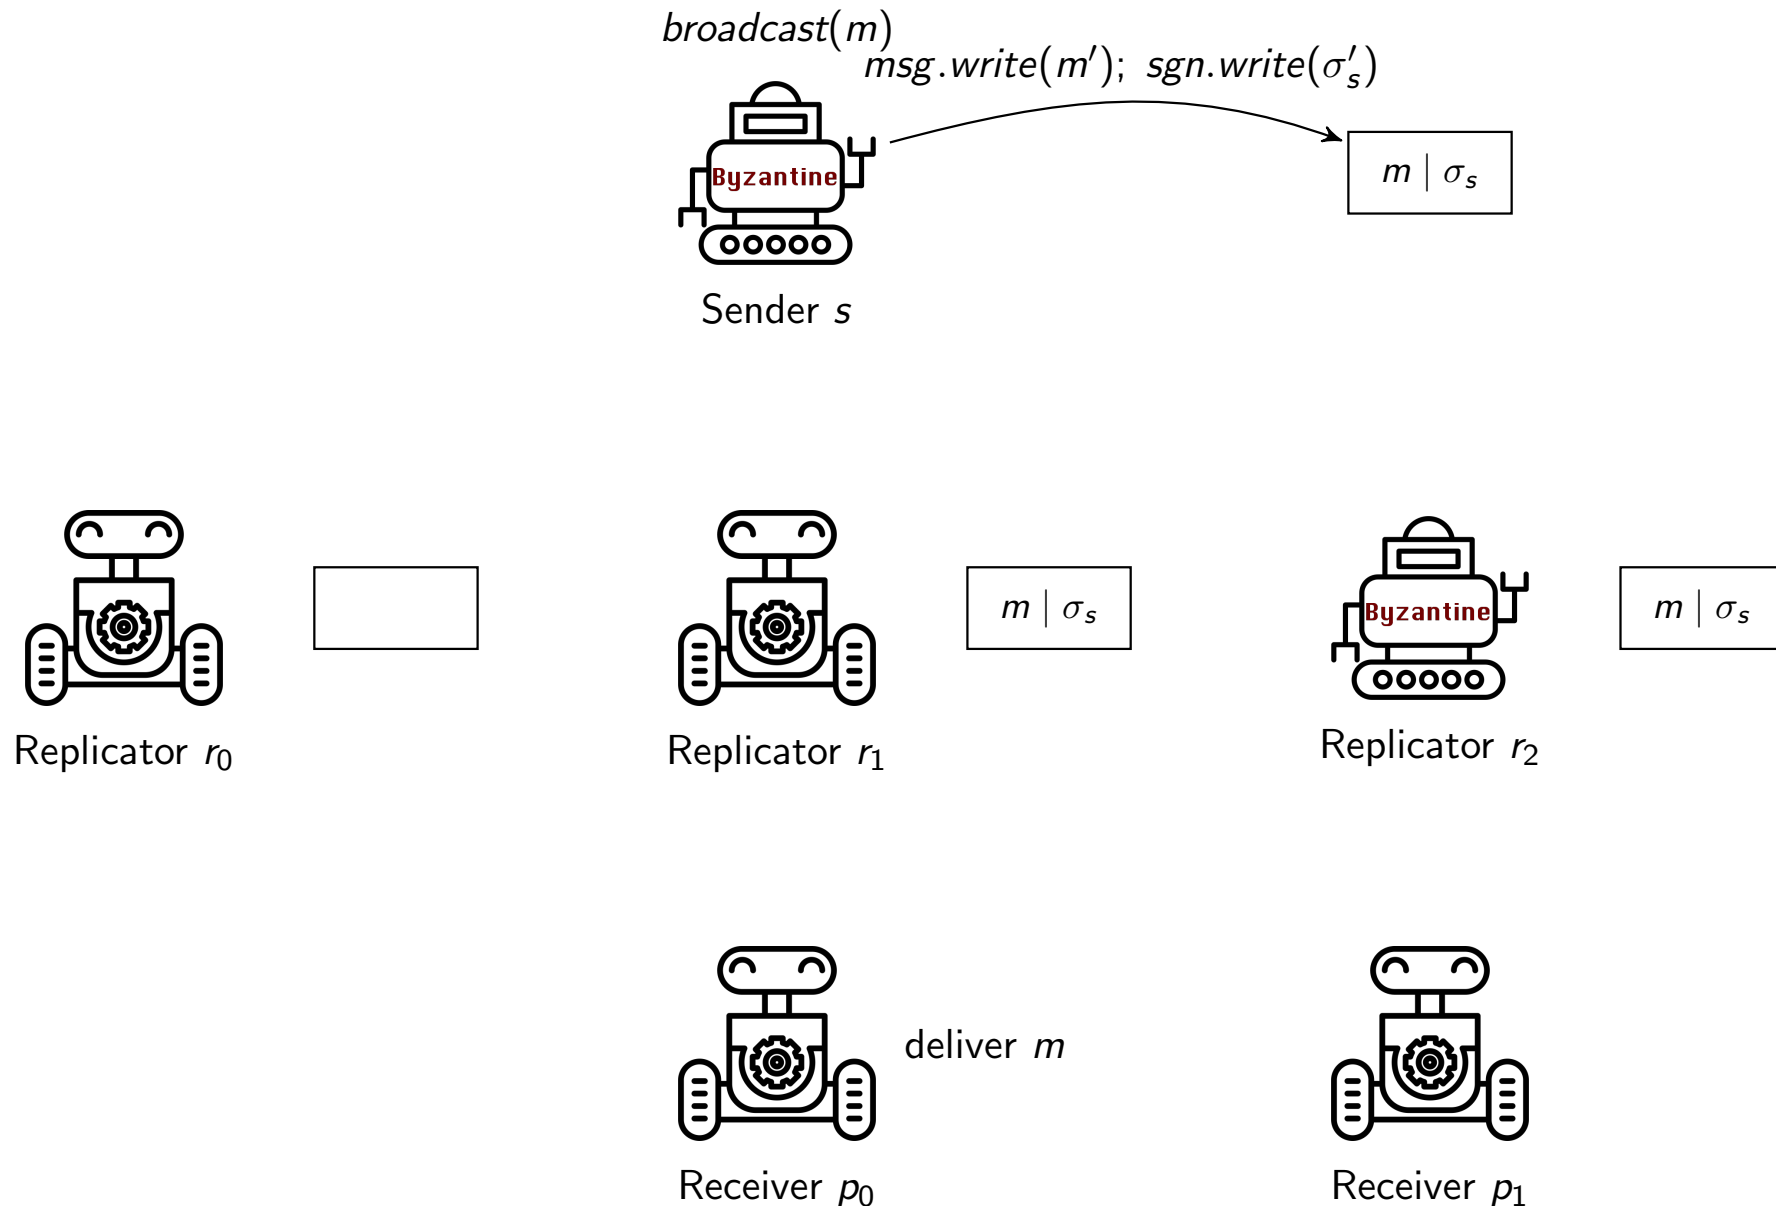 broadcast(m)
msg.write(m′); sgn.write(σ′ₛ)
Byzantine
m | σₛ
Sender s
m | σₛ
Byzantine
m | σₛ
Replicator r₀
Replicator r₁
Replicator r₂
deliver m
Receiver p₀
Receiver p₁